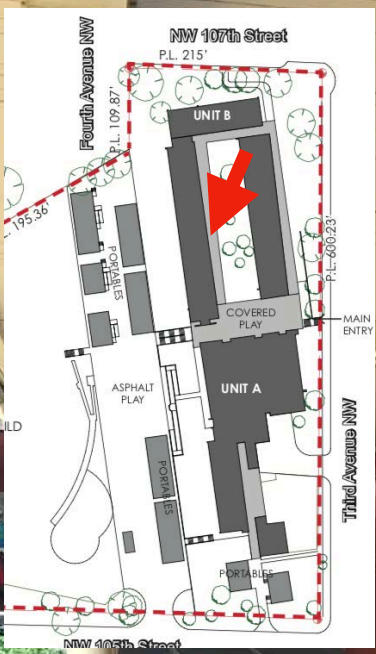 NW 107th Street
P.L. 215'
Fourth Avenue NW
P.L. 109.87'
UNIT B
195.36'
PORTABLES
P.L. 600.23'
COVERED
PLAY
MAIN
ENTRY
ASPHALT
PLAY
UNIT A
ILD
PORTABLES
Third Avenue NW
PORTABLES
NW 105th Street